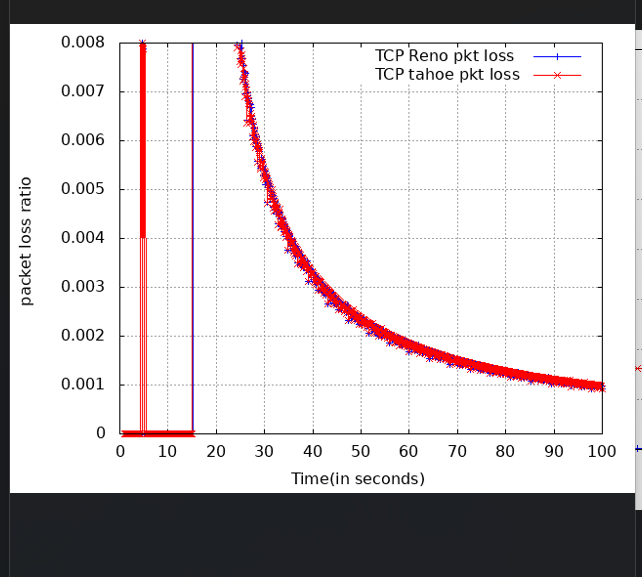 TCP Reno pkt loss
TCP tahoe pkt loss
0.008
0.007
0.006
0.005
0.004
0.003
0.002
0.001
0
packet loss ratio
0 10 20 30 40 50 60 70 80 90 100
Time(in seconds)